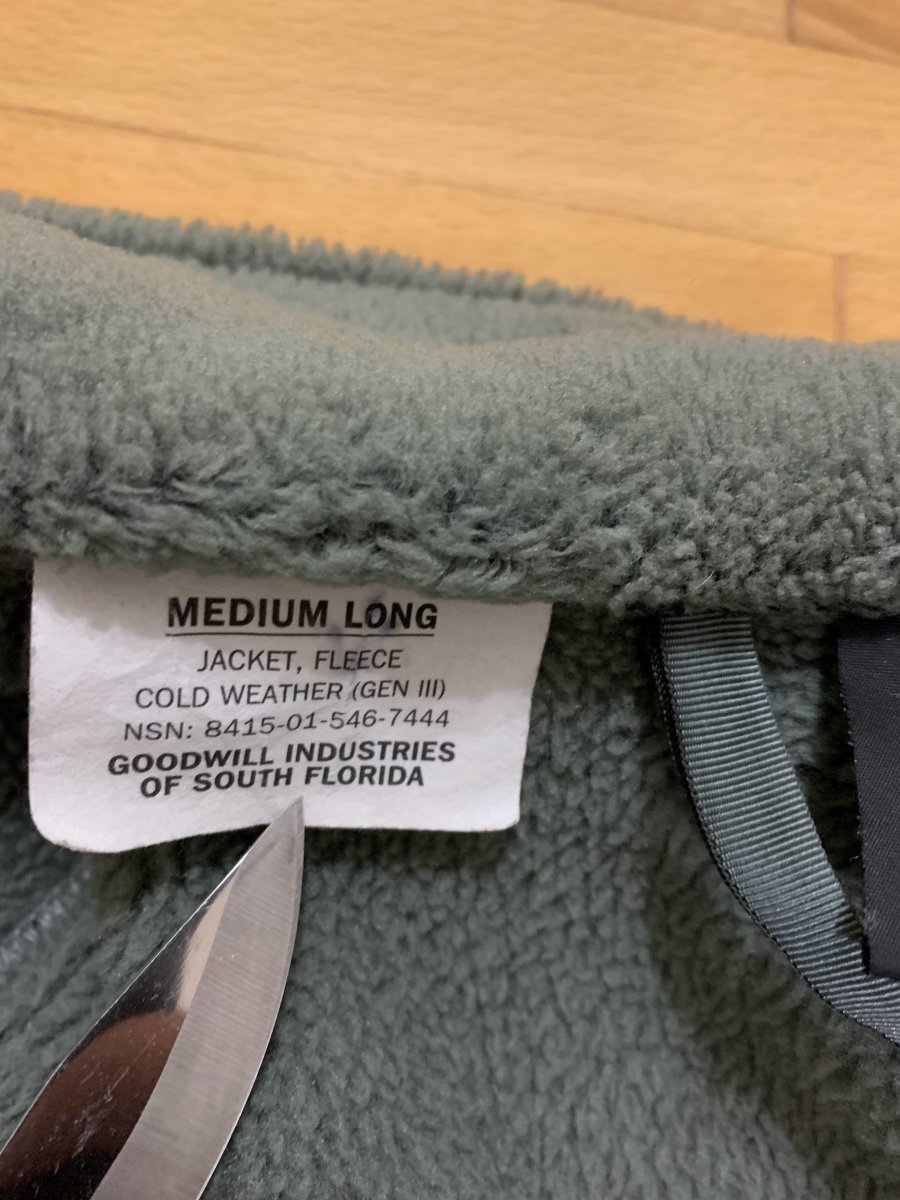 MEDIUM LONG
JACKET, FLEECE
COLD WEATHER (GEN III)
NSN: 8415-01-546-7444
GOODWILL INDUSTRIES
OF SOUTH FLORIDA